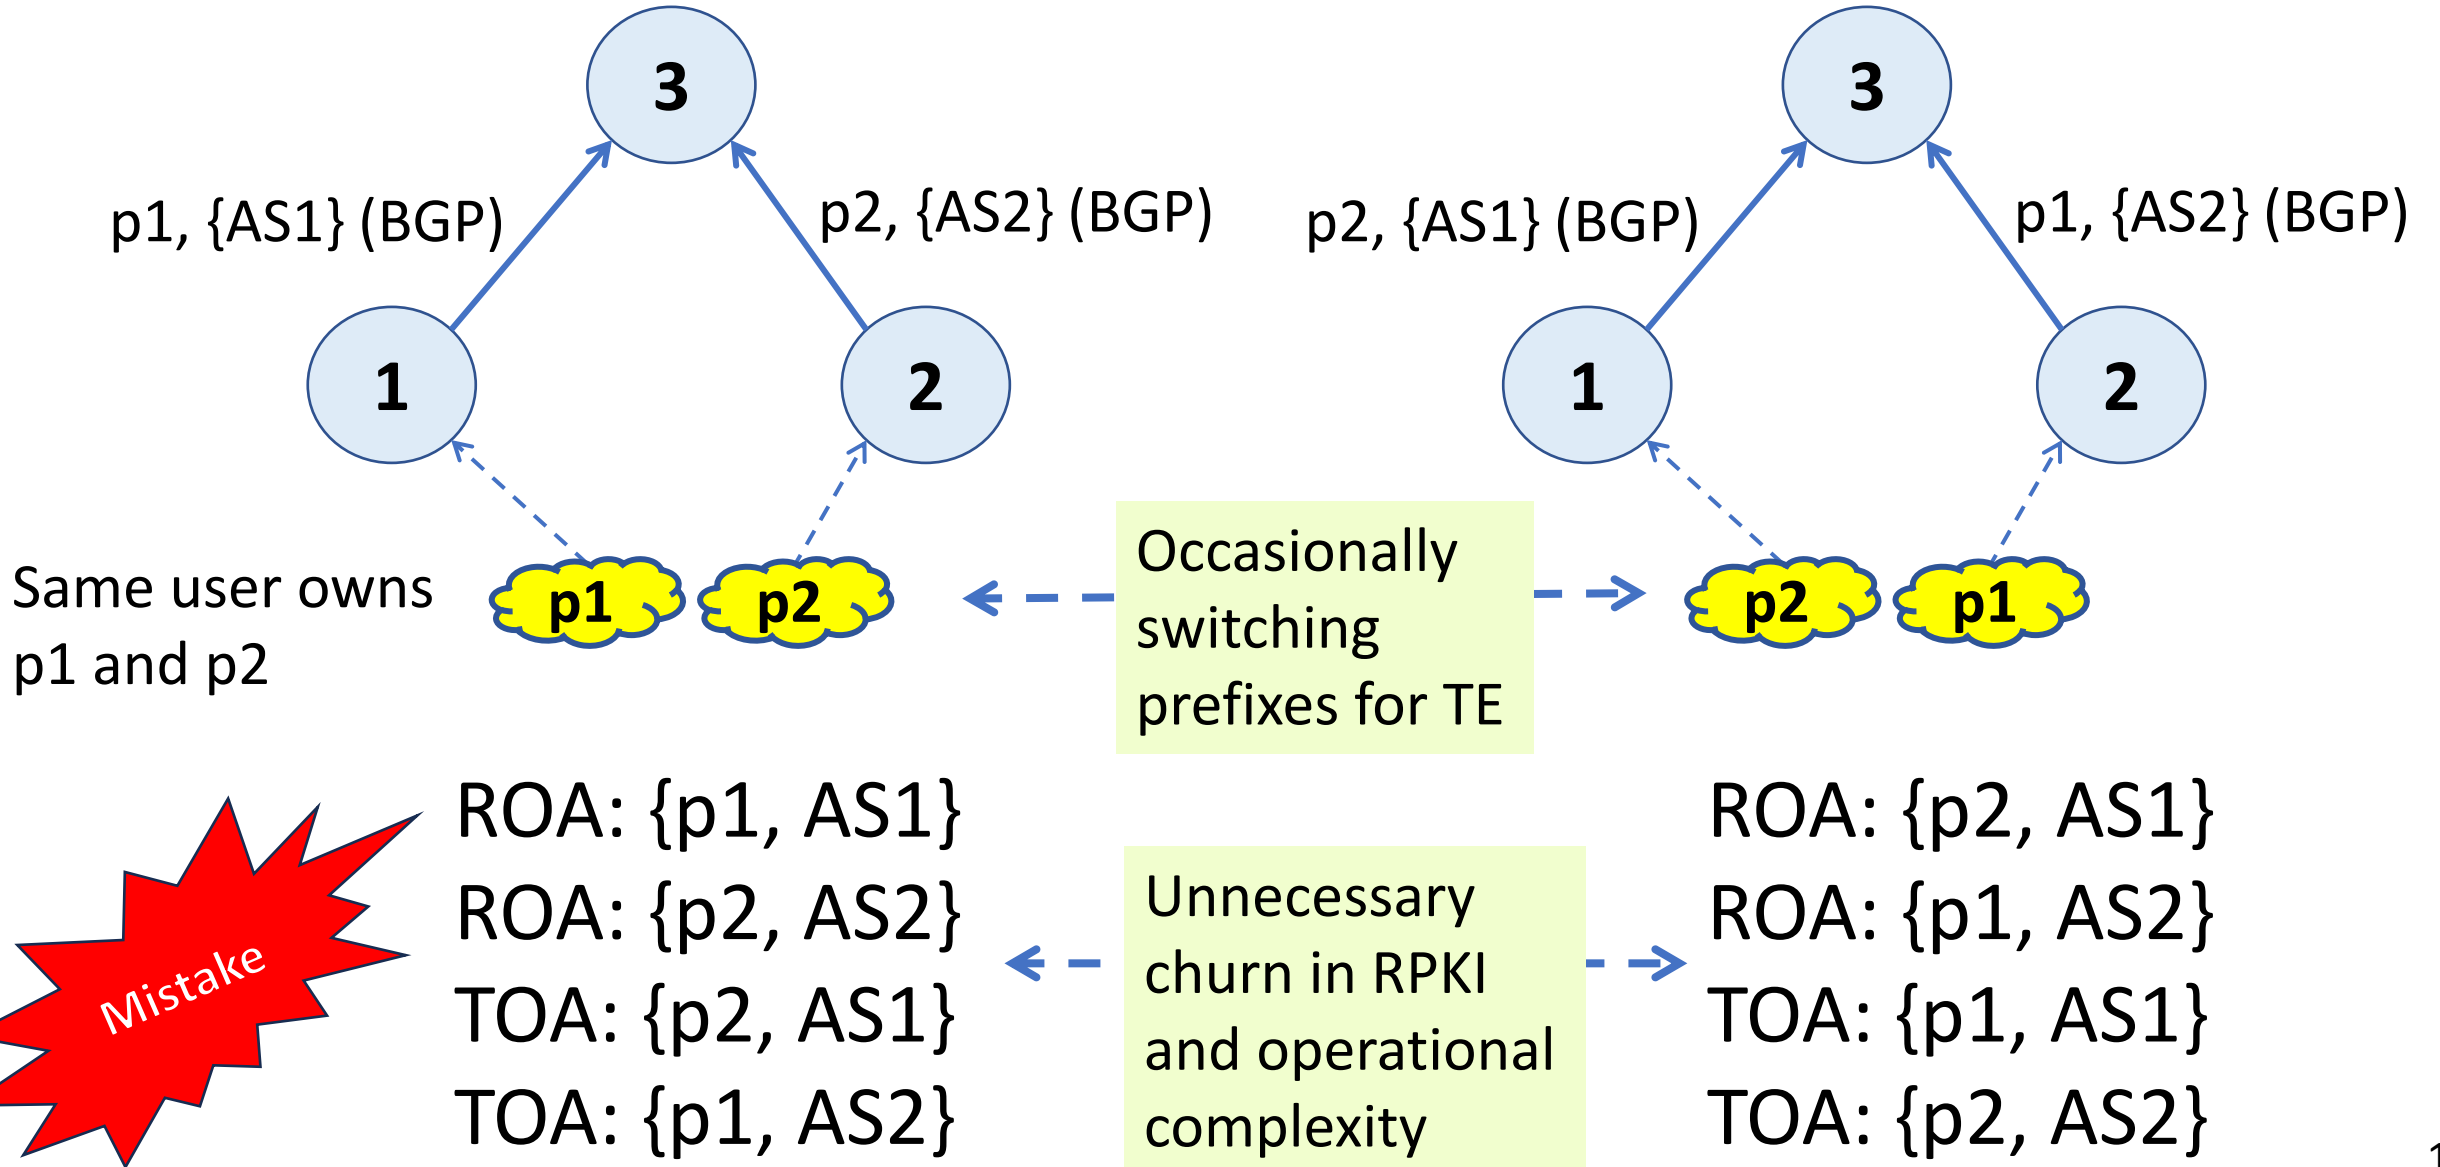 3
3
p1, {AS1} (BGP)
p2, {AS2} (BGP)
p2, {AS1} (BGP)
p1, {AS2} (BGP)
1
2
1
2
Same user owns
p1 and p2
p1
p2
Occasionally
switching
prefixes for TE
p2
p1
Mistake
ROA: {p1, AS1}
ROA: {p2, AS2}
TOA: {p2, AS1}
TOA: {p1, AS2}
Unnecessary
churn in RPKI
and operational
complexity
ROA: {p2, AS1}
ROA: {p1, AS2}
TOA: {p1, AS1}
TOA: {p2, AS2}